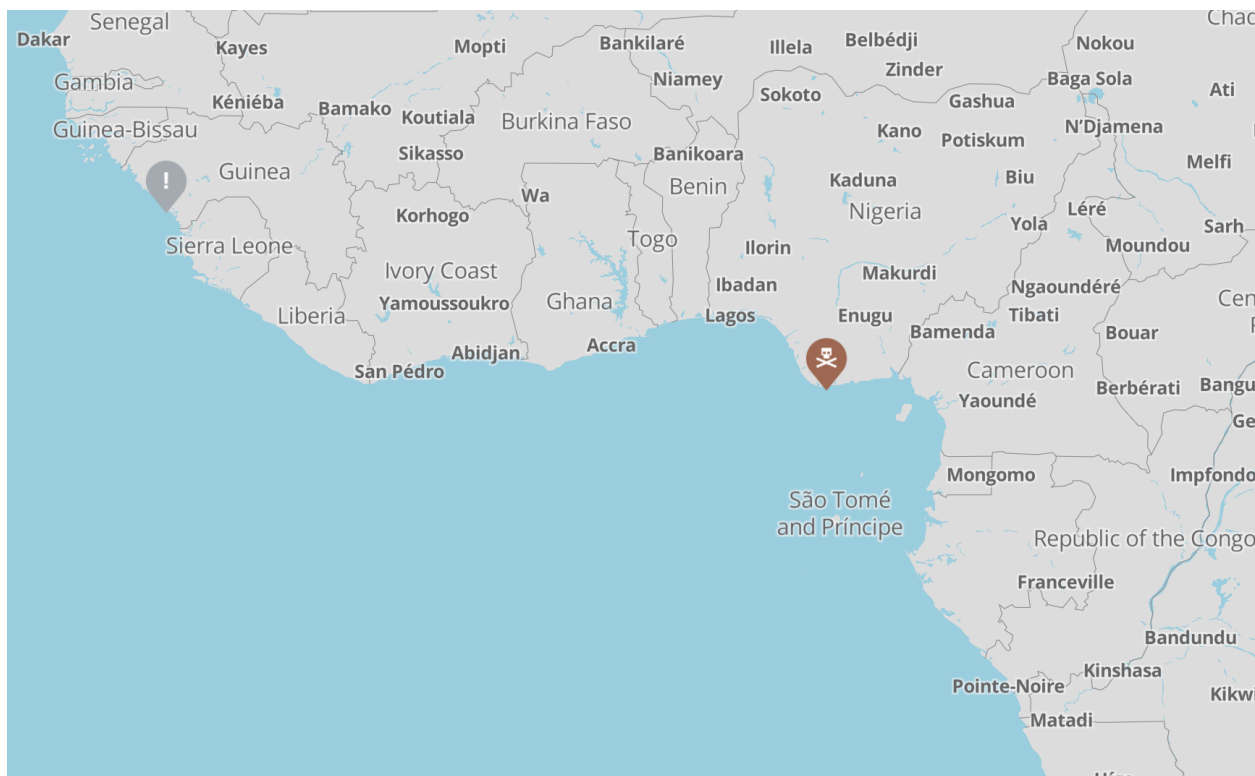 Senegal
Dakar
Kayes
Mopti
Bankilaré
Illela
Belbédji
Zinder
Nokou
Gambia
Niamey
Baga Sola
Ati
Kéniéba
Bamako
Koutiala
Sokoto
Gashua
Guinea-Bissau
Burkina Faso
Kano
Potiskum
N'Djamena
Sikasso
Banikoara
Melfi
Guinea
Benin
Kaduna
Biu
!
Wa
Korhogo
Nigeria
Yola
Léré
Sarh
Sierra Leone
Togo
Ilorin
Moundou
Ivory Coast
Ibadan
Makurdi
Ngaoundéré
Yamoussoukro
Ghana
Liberia
Lagos
Enugu
Tibati
Bamenda
Bouar
Abidjan
Accra
San Pédro
Cameroon
Berbérati
Yaoundé
Mongomo
Impfondo
São Tomé
and Príncipe
Republic of the Congo
Franceville
Bandundu
Kinshasa
Pointe-Noire
Matadi